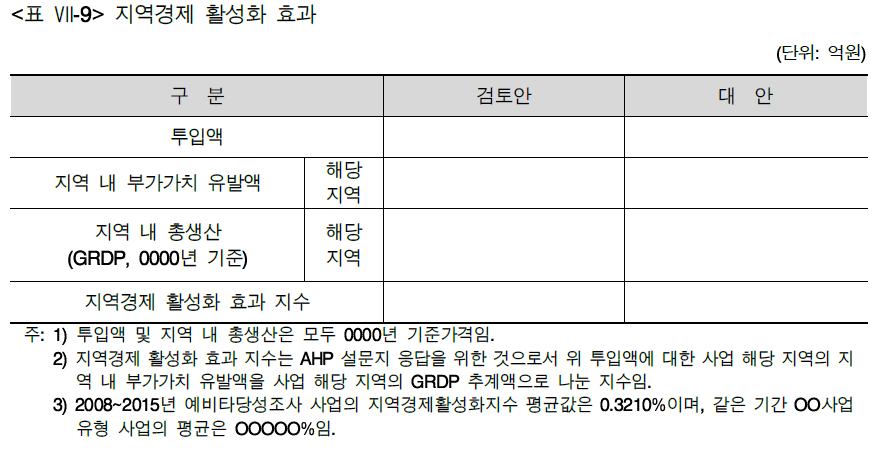 <표 Ⅶ-9> 지역경제 활성화 효과
(단위: 억원)
구 분 검토안 대 안
투입액
지역 내 부가가치 유발액 해당 지역
지역 내 총생산 (GRDP, 0000년 기준) 해당 지역
지역경제 활성화 효과 지수
주: 1) 투입액 및 지역 내 총생산은 모두 0000년 기준가격임.
2) 지역경제 활성화 효과 지수는 AHP 설문지 응답을 위한 것으로서 위 투입액에 대한 사업 해당 지역의 지
역 내 부가가치 유발액을 사업 해당 지역의 GRDP 추계액으로 나눈 지수임.
3) 2008~2015년 예비타당성조사 사업의 지역경제활성화지수 평균값은 0.3210%이며, 같은 기간 OO사업
유형 사업의 평균은 OOOOO%임.